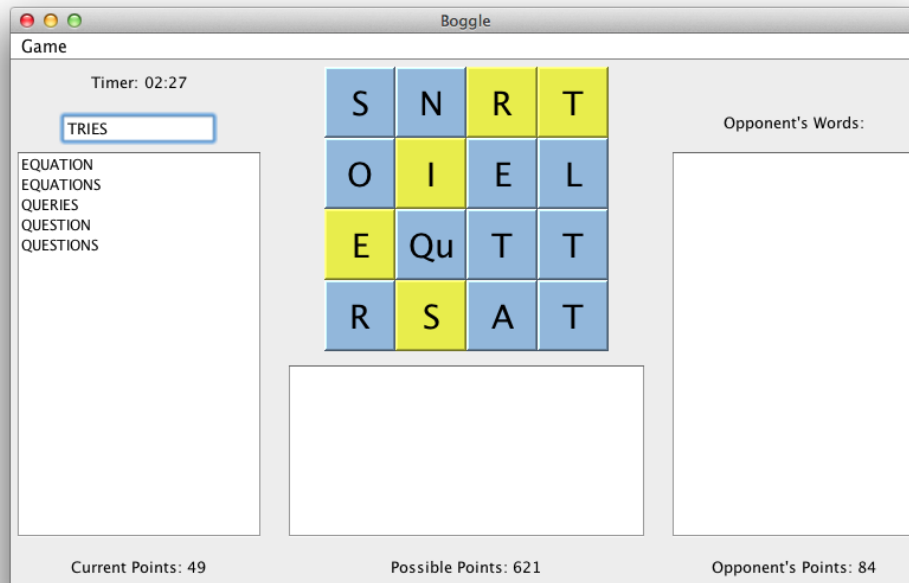 Boggle
Game
Timer: 02:27
TRIES
EQUATION
EQUATIONS
QUERIES
QUESTION
QUESTIONS
Current Points: 49
S N R T
O I E L
E Qu T T
R S A T
Possible Points: 621
Opponent's Words:
Opponent's Points: 84